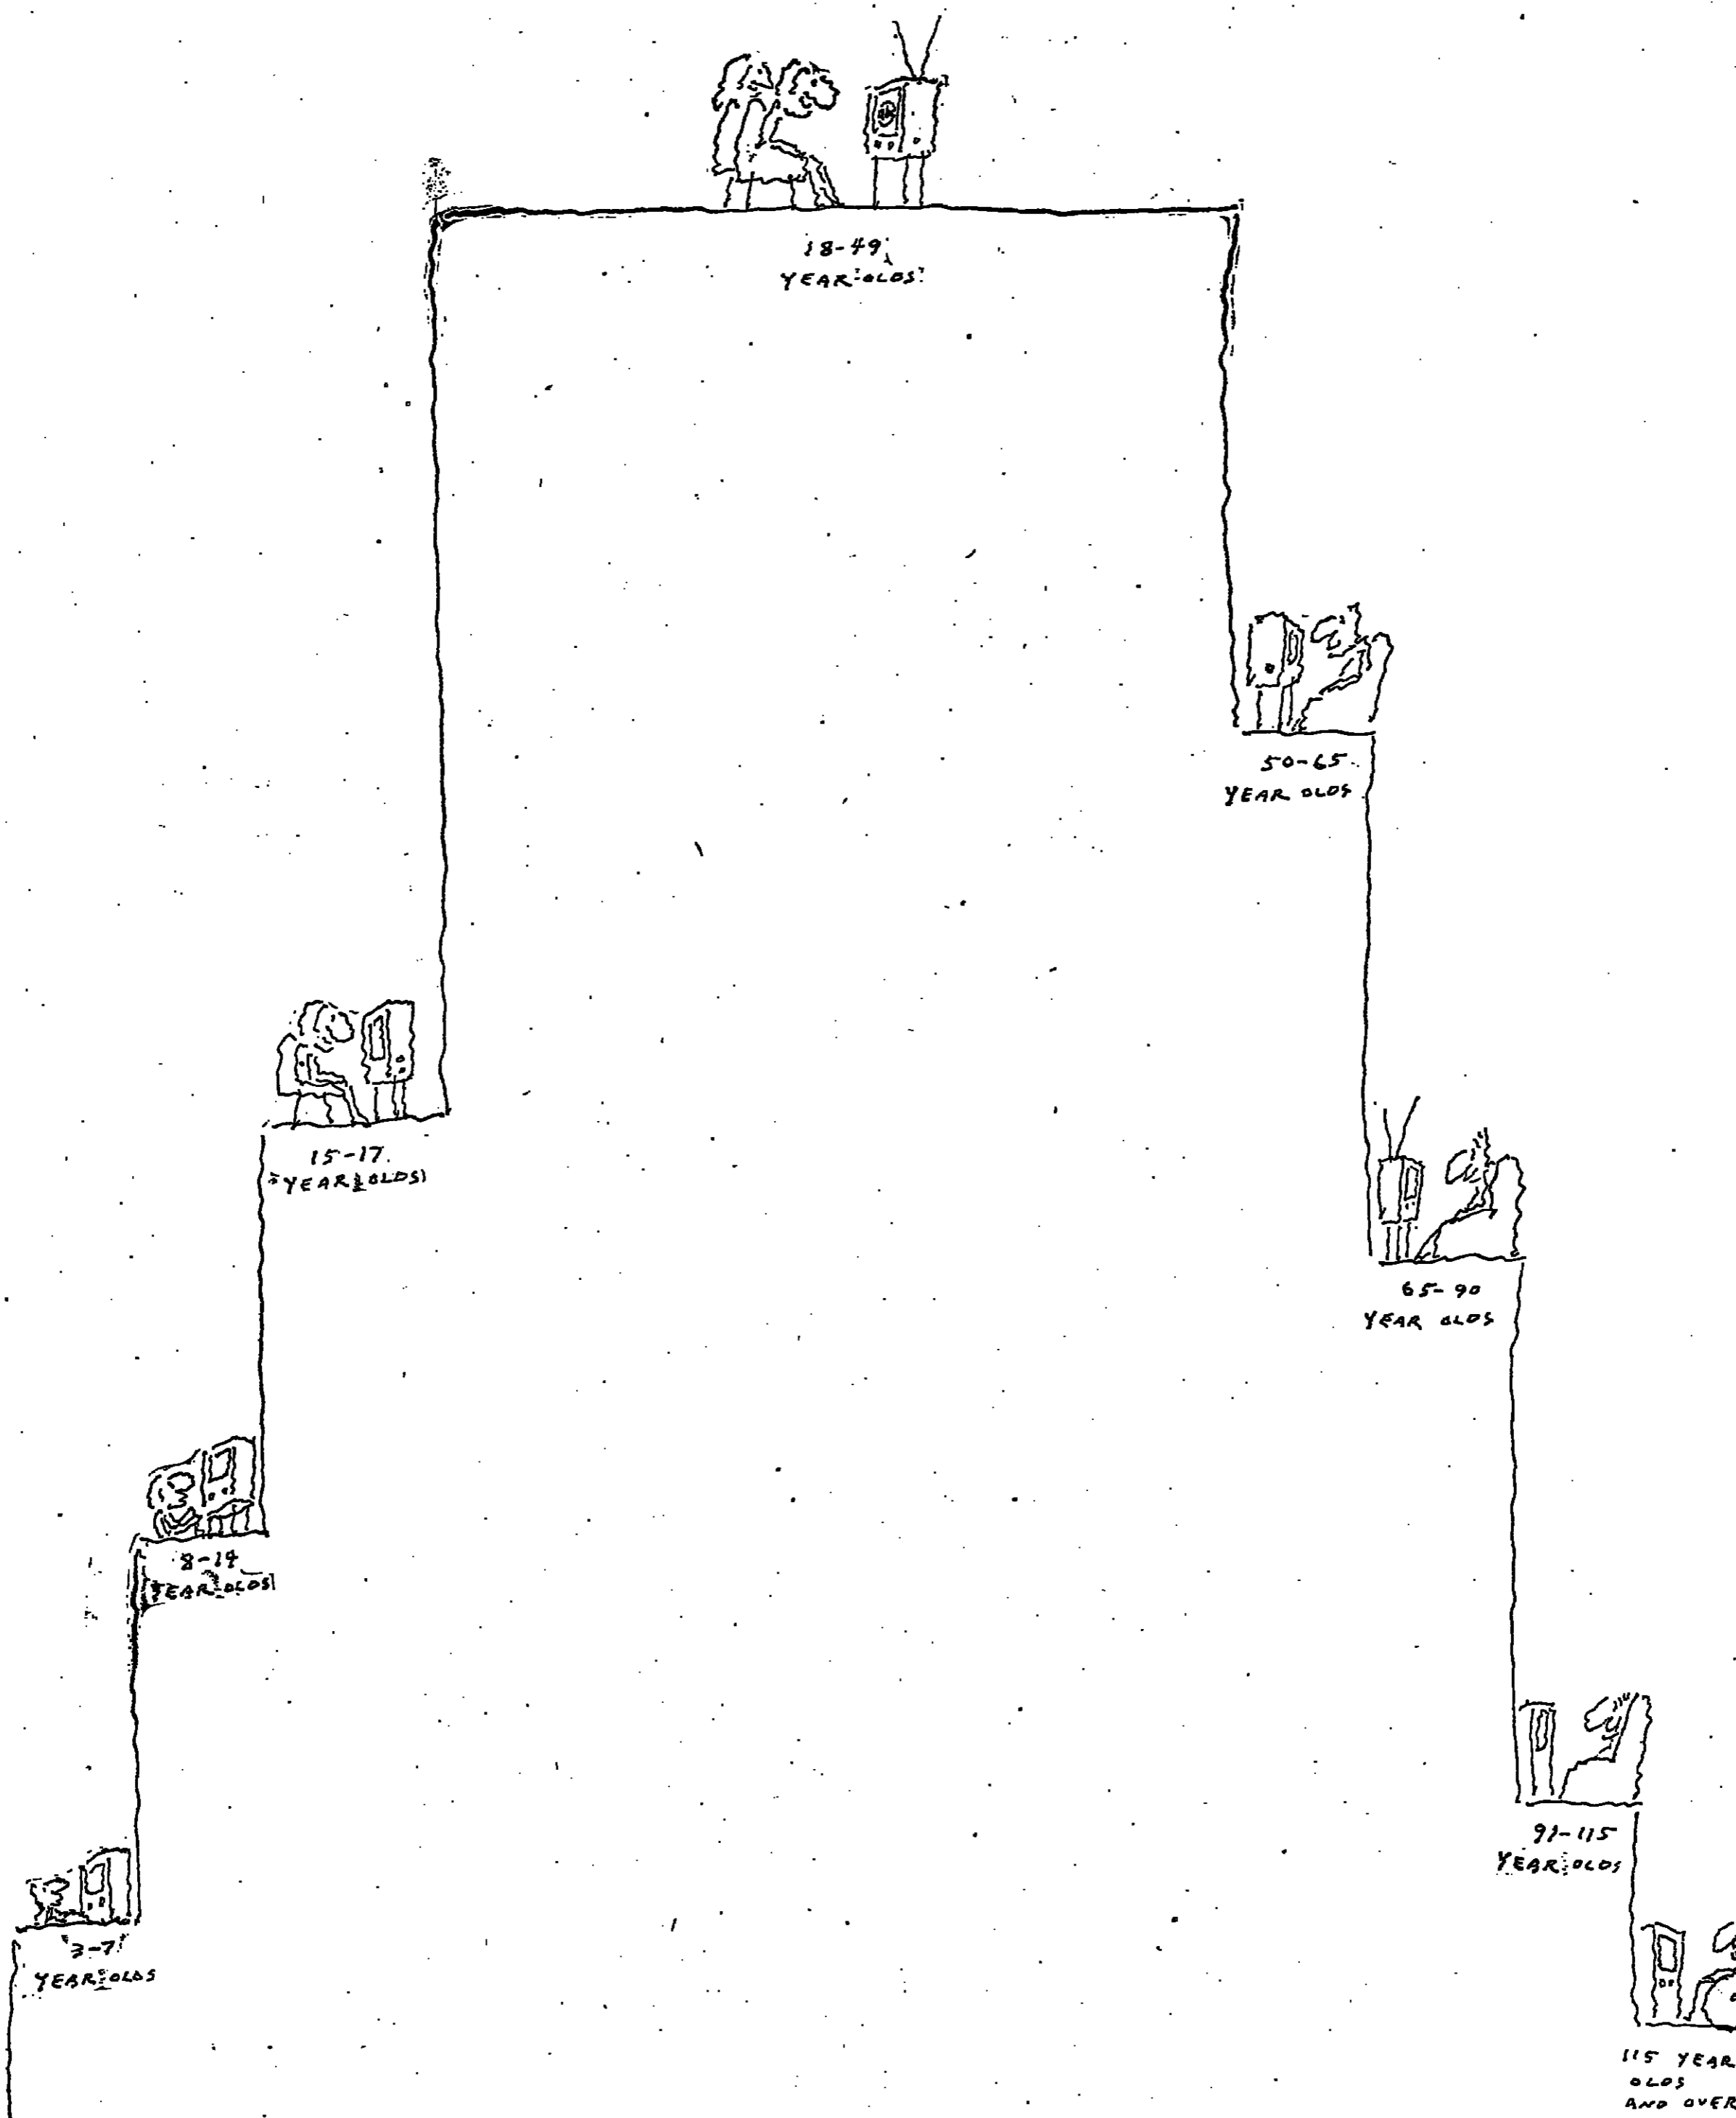 18-49
YEAR OLDS
50-65
YEAR OLDS
15-17
YEAR OLDS
65-90
YEAR OLDS
8-14
YEAR OLDS
91-115
YEAR OLDS
3-7
YEAR OLDS
115 YEAR
OLDS
AND OVER